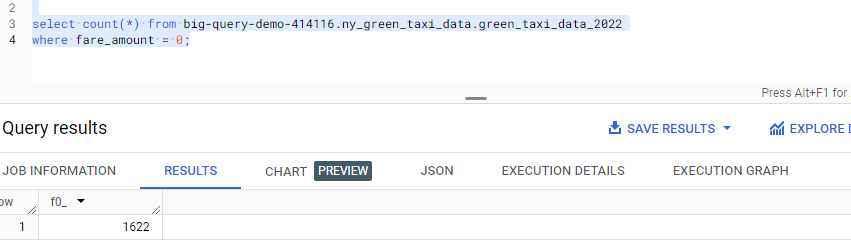 2
3 select count(*) from big-query-demo-414116.ny_green_taxi_data.green_taxi_data_2022
4 where fare_amount = 0;
Press Alt+F1 for
Query results
SAVE RESULTS
EXPLORE D
JOB INFORMATION
RESULTS
CHART PREVIEW
JSON
EXECUTION DETAILS
EXECUTION GRAPH
ow f0_
1 1622